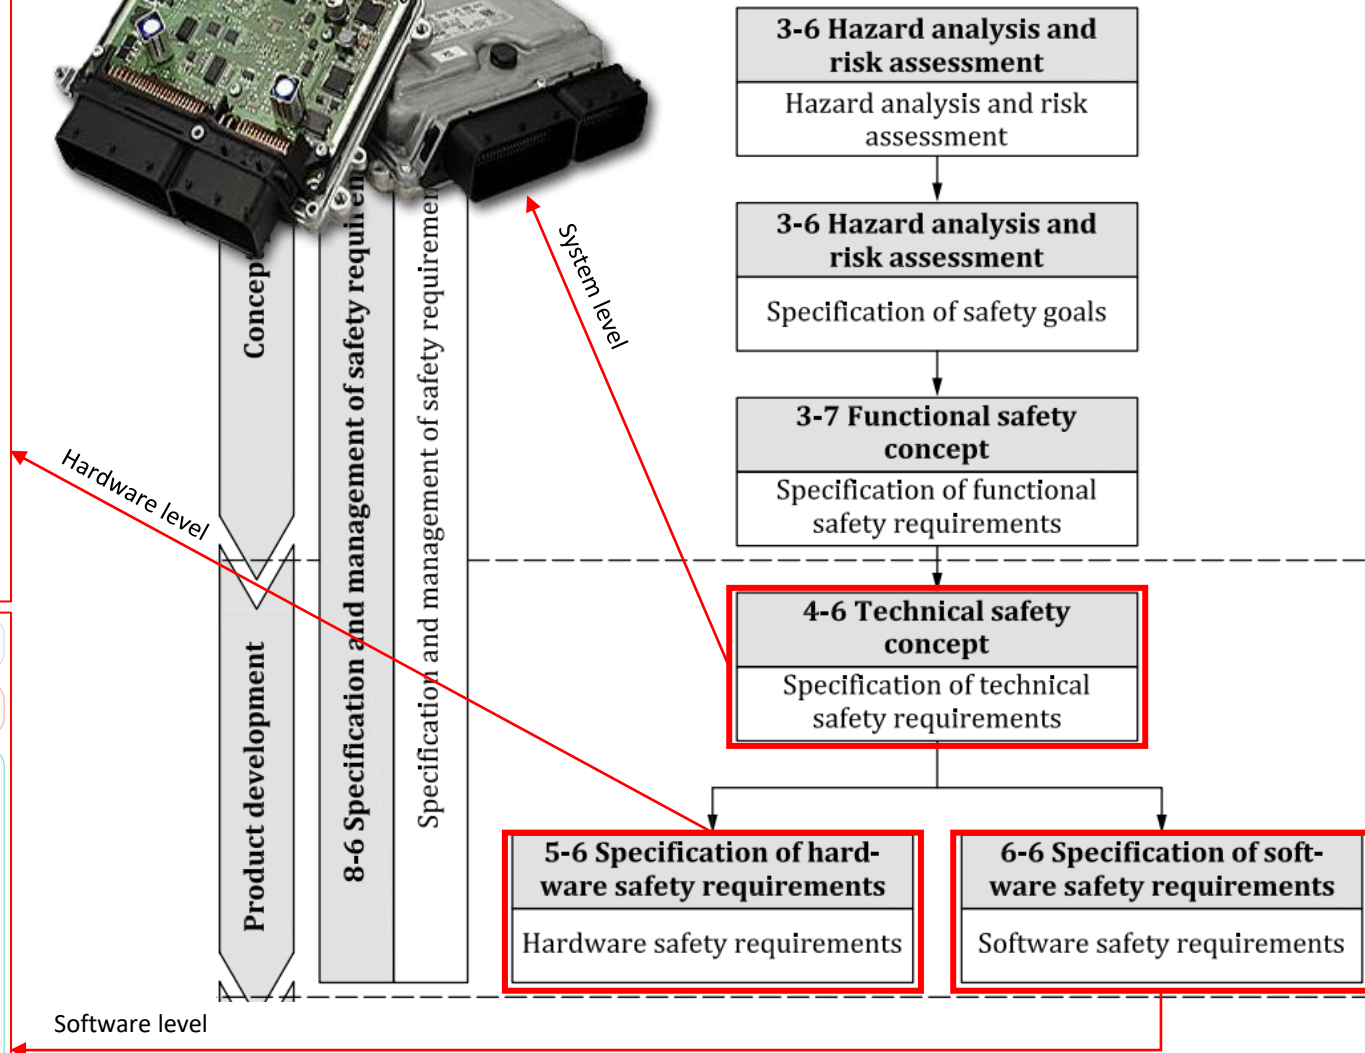 3-6 Hazard analysis and
risk assessment
Hazard analysis and risk
assessment
3-6 Hazard analysis and
risk assessment
Specification of safety goals
3-7 Functional safety
concept
Specification of functional
safety requirements
4-6 Technical safety
concept
Specification of technical
safety requirements
5-6 Specification of hard-
ware safety requirements
Hardware safety requirements
6-6 Specification of soft-
ware safety requirements
Software safety requirements
System level
Hardware level
Software level
Concep
Product development
8-6 Specification and management of safety requirem
Specification and management of safety requiremen